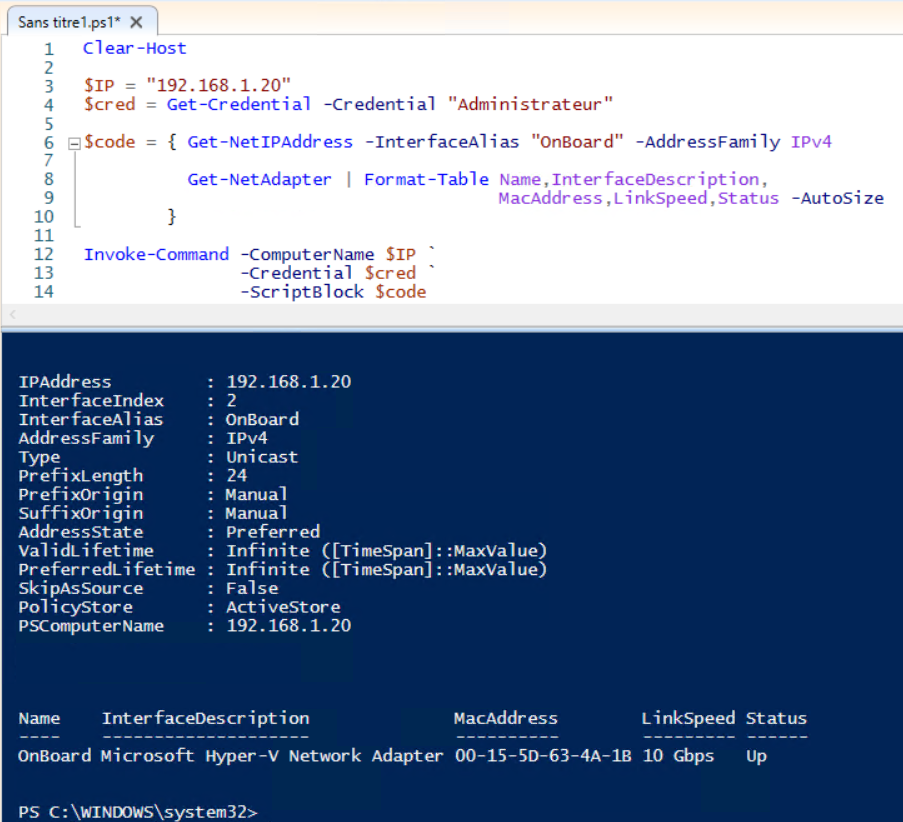 Sans titre1.ps1* X
1 Clear-Host
2
3 $IP = "192.168.1.20"
4 $cred = Get-Credential -Credential "Administrateur"
5
6 $code = { Get-NetIPAddress -InterfaceAlias "OnBoard" -AddressFamily IPv4
7
8 Get-NetAdapter | Format-Table Name,InterfaceDescription,
9 MacAddress,LinkSpeed,Status -AutoSize
10 }
11
12 Invoke-Command -ComputerName $IP `
13 -Credential $cred `
14 -ScriptBlock $code
IPAddress : 192.168.1.20
InterfaceIndex : 2
InterfaceAlias : OnBoard
AddressFamily : IPv4
Type : Unicast
PrefixLength : 24
PrefixOrigin : Manual
SuffixOrigin : Manual
AddressState : Preferred
ValidLifetime : Infinite ([TimeSpan]::MaxValue)
PreferredLifetime : Infinite ([TimeSpan]::MaxValue)
SkipAsSource : False
PolicyStore : ActiveStore
PSComputerName : 192.168.1.20
Name InterfaceDescription MacAddress LinkSpeed Status
---- -------------------- ---------- --------- ------
OnBoard Microsoft Hyper-V Network Adapter 00-15-5D-63-4A-1B 10 Gbps Up
PS C:\WINDOWS\system32>